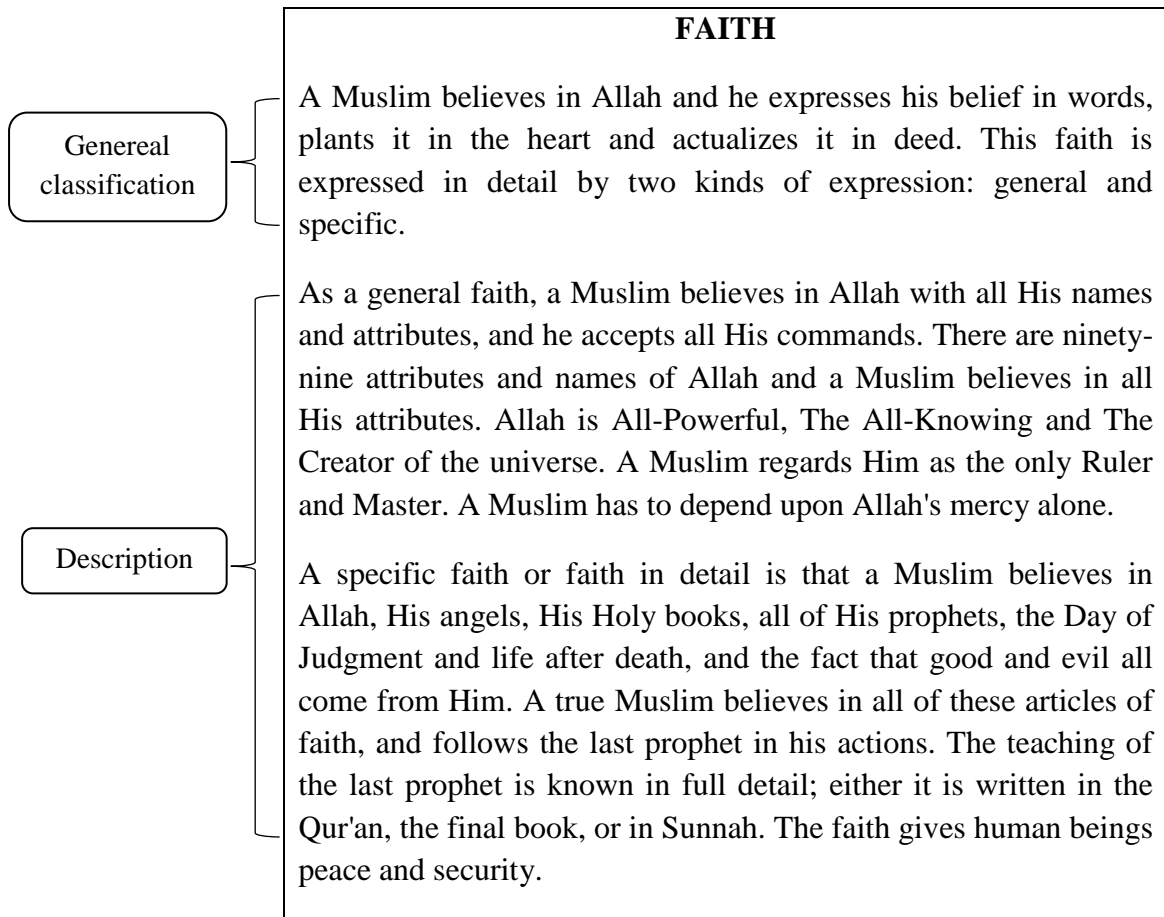 FAITH
Genereal
classification
A Muslim believes in Allah and he expresses his belief in words,
plants it in the heart and actualizes it in deed. This faith is
expressed in detail by two kinds of expression: general and
specific.
Description
As a general faith, a Muslim believes in Allah with all His names
and attributes, and he accepts all His commands. There are ninety-
nine attributes and names of Allah and a Muslim believes in all
His attributes. Allah is All-Powerful, The All-Knowing and The
Creator of the universe. A Muslim regards Him as the only Ruler
and Master. A Muslim has to depend upon Allah's mercy alone.
A specific faith or faith in detail is that a Muslim believes in
Allah, His angels, His Holy books, all of His prophets, the Day of
Judgment and life after death, and the fact that good and evil all
come from Him. A true Muslim believes in all of these articles of
faith, and follows the last prophet in his actions. The teaching of
the last prophet is known in full detail; either it is written in the
Qur'an, the final book, or in Sunnah. The faith gives human beings
peace and security.